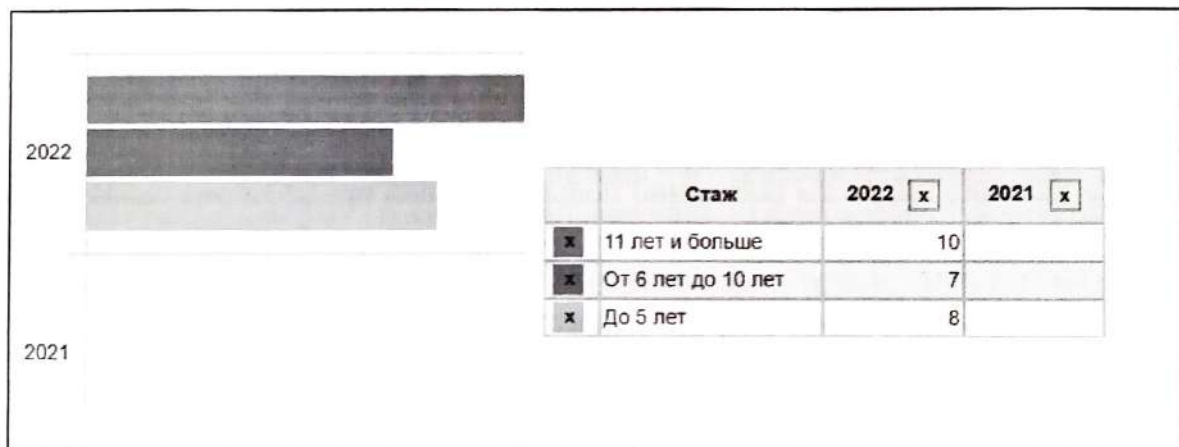 2022
2021
Стаж 2022 x 2021 x
x 11 лет и больше 10
x От 6 лет до 10 лет 7
x До 5 лет 8